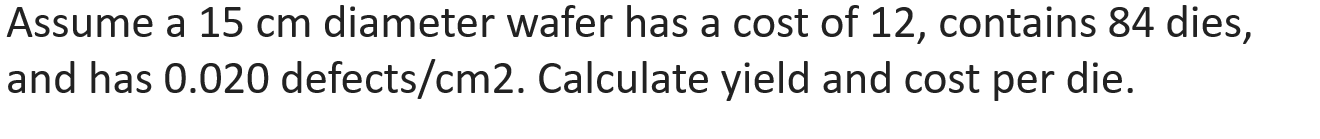 Assume a 15 cm diameter wafer has a cost of 12, contains 84 dies,
and has 0.020 defects/cm2. Calculate yield and cost per die.